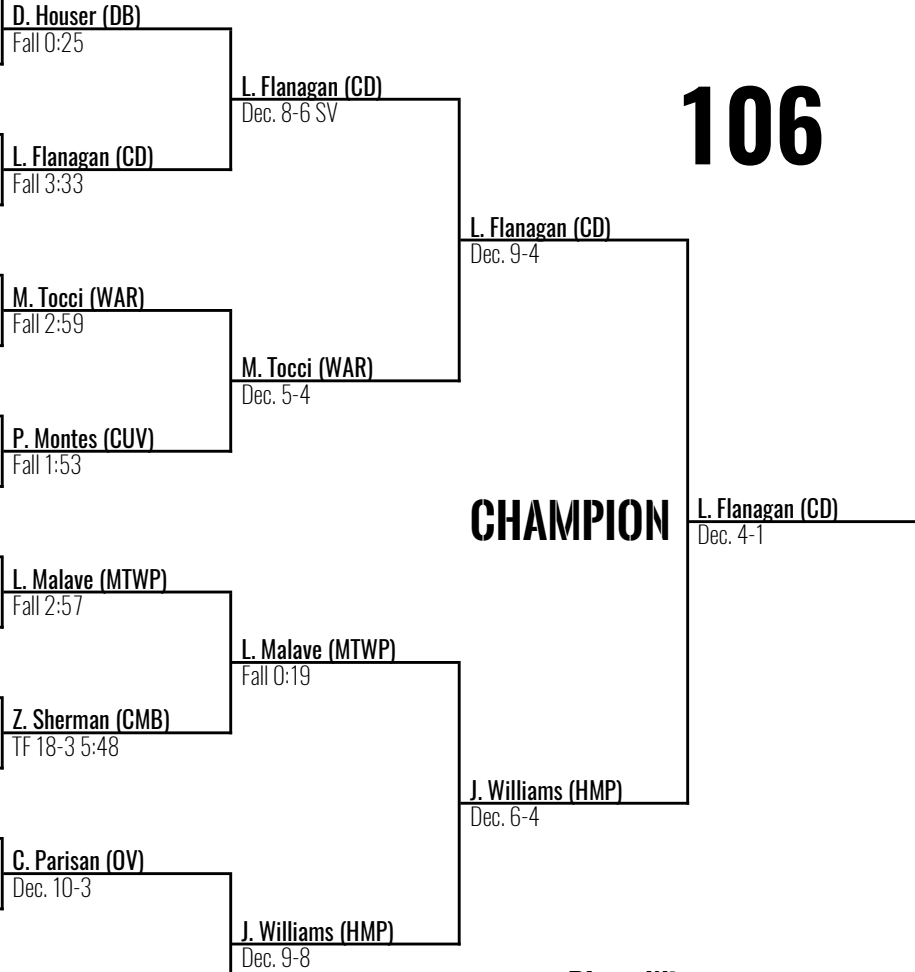 D. Houser (DB)
Fall 0:25
L. Flanagan (CD)
Dec. 8-6 SV
106
L. Flanagan (CD)
Fall 3:33
L. Flanagan (CD)
Dec. 9-4
M. Tocci (WAR)
Fall 2:59
M. Tocci (WAR)
Dec. 5-4
P. Montes (CUV)
Fall 1:53
CHAMPION
L. Flanagan (CD)
Dec. 4-1
L. Malave (MTWP)
Fall 2:57
L. Malave (MTWP)
Fall 0:19
Z. Sherman (CMB)
TF 18-3 5:48
J. Williams (HMP)
Dec. 6-4
C. Parisan (OV)
Dec. 10-3
J. Williams (HMP)
Dec. 9-8